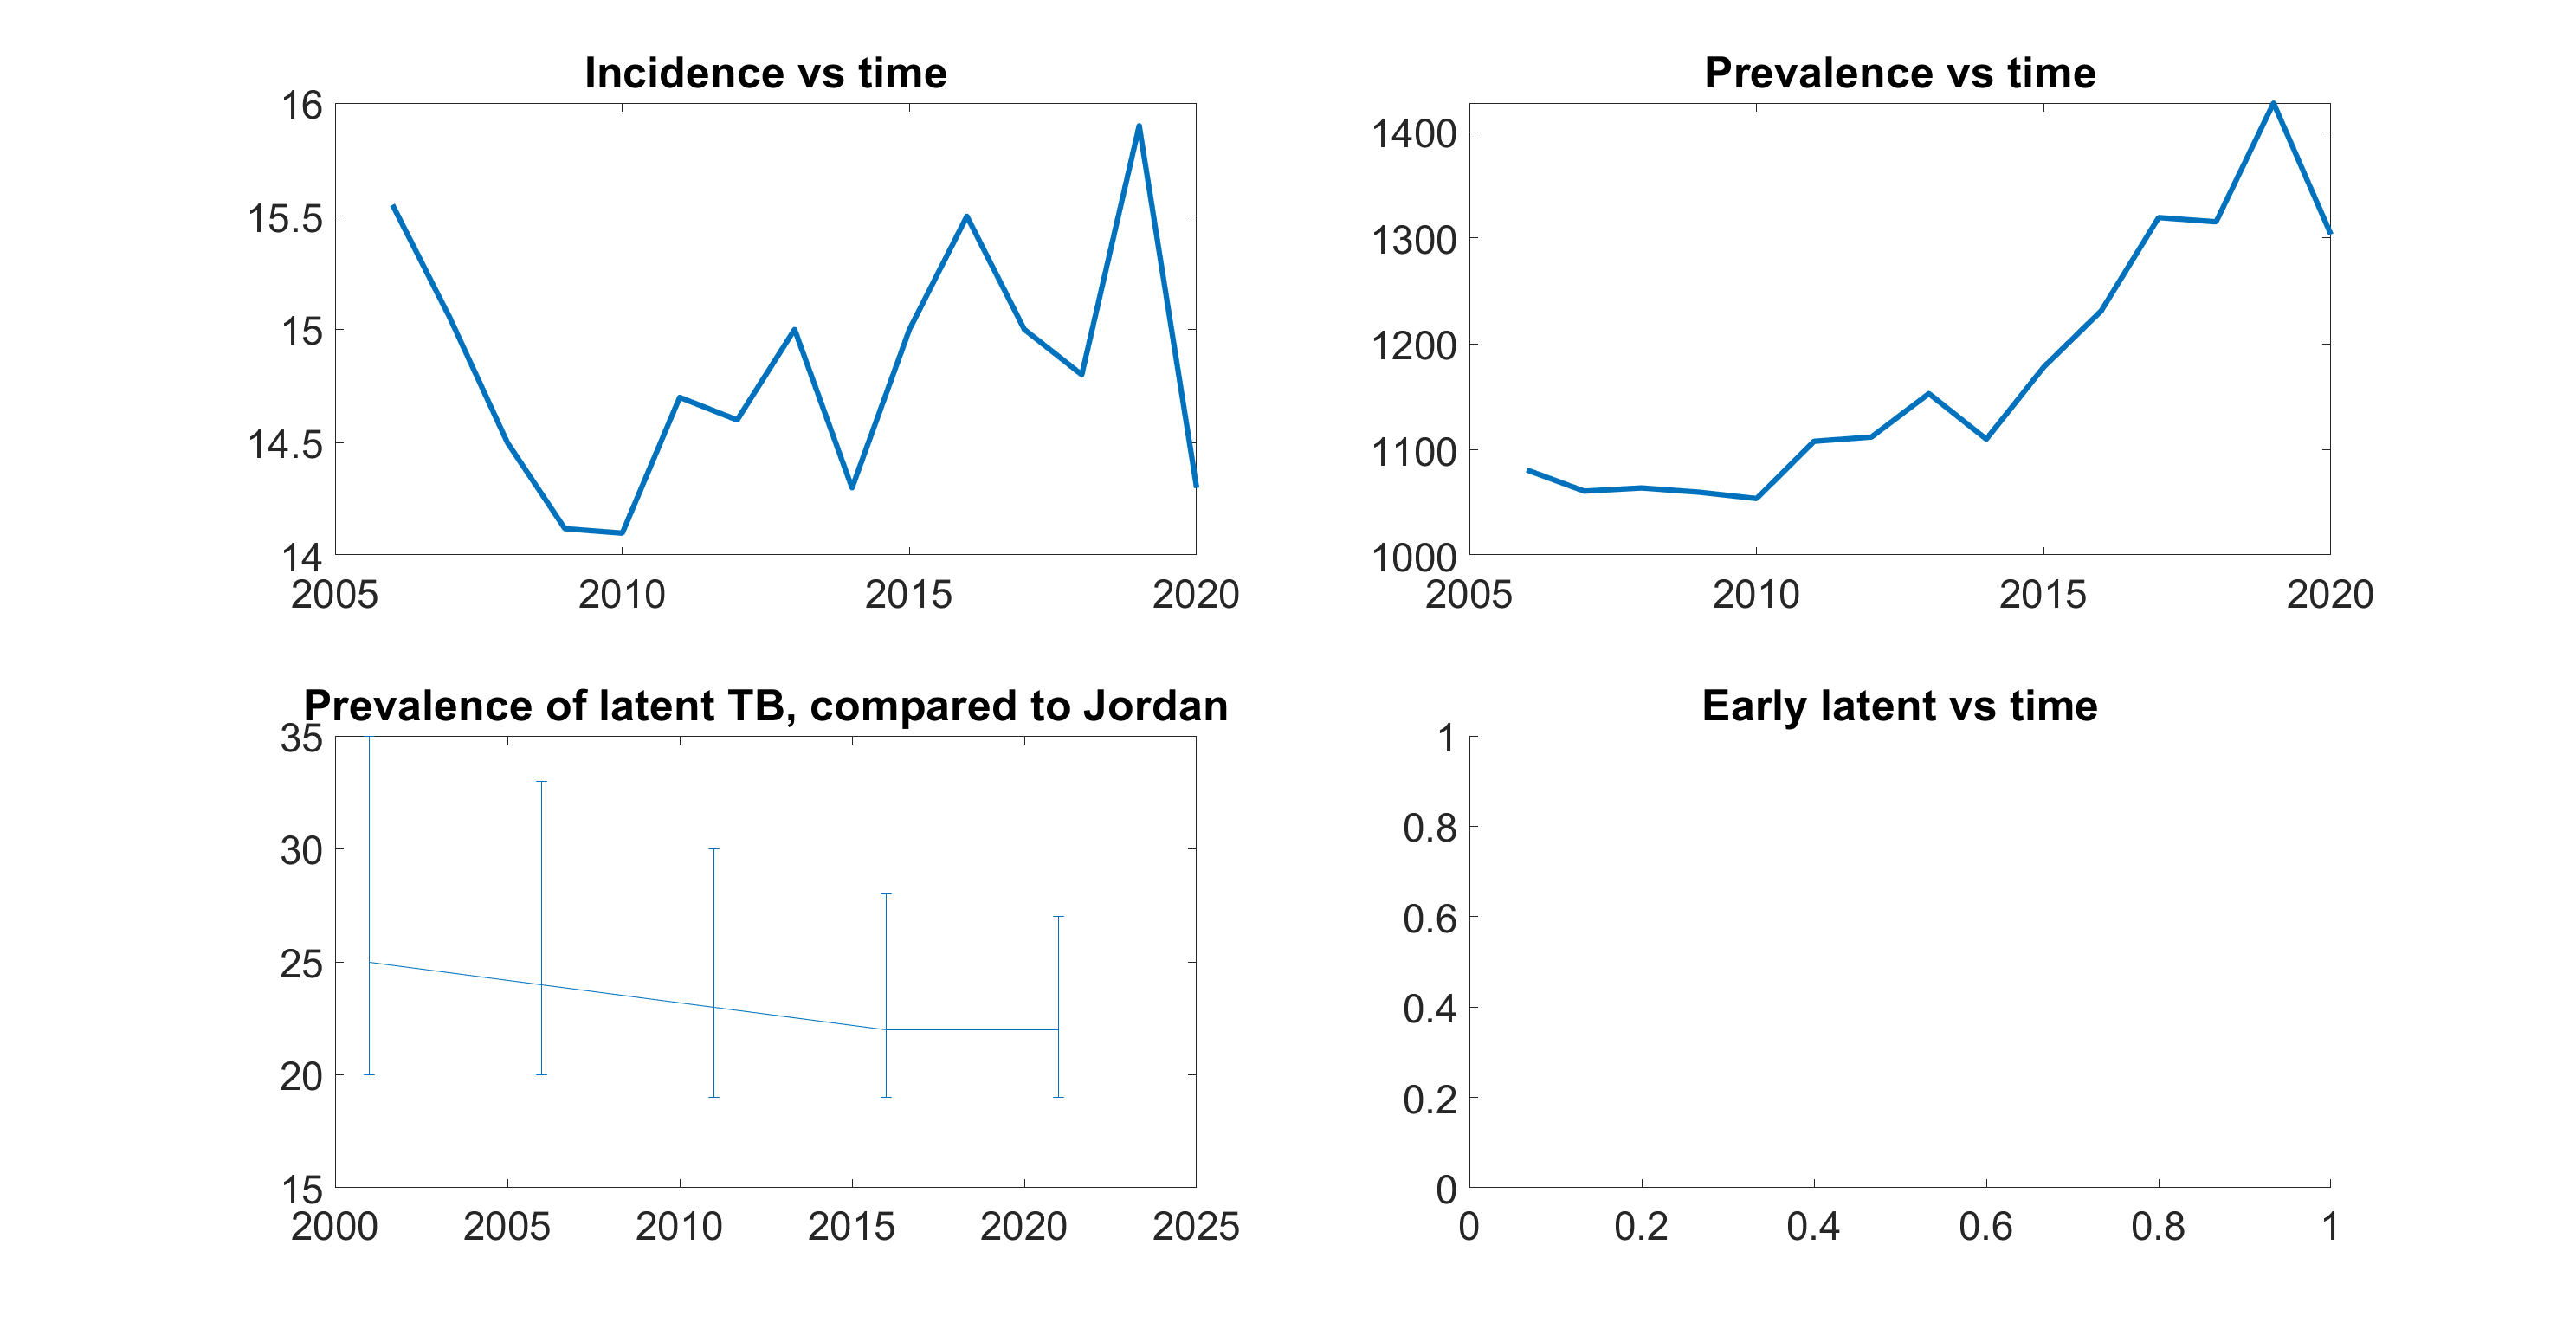 Incidence vs time
16
15.5
15
14.5
14
2005 2010 2015 2020
Prevalence vs time
1400
1300
1200
1100
1000
2005 2010 2015 2020
Prevalence of latent TB, compared to Jordan
35
30
25
20
15
2000 2005 2010 2015 2020 2025
Early latent vs time
1
0.8
0.6
0.4
0.2
0
0 0.2 0.4 0.6 0.8 1